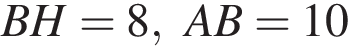 BH = 8, AB = 10